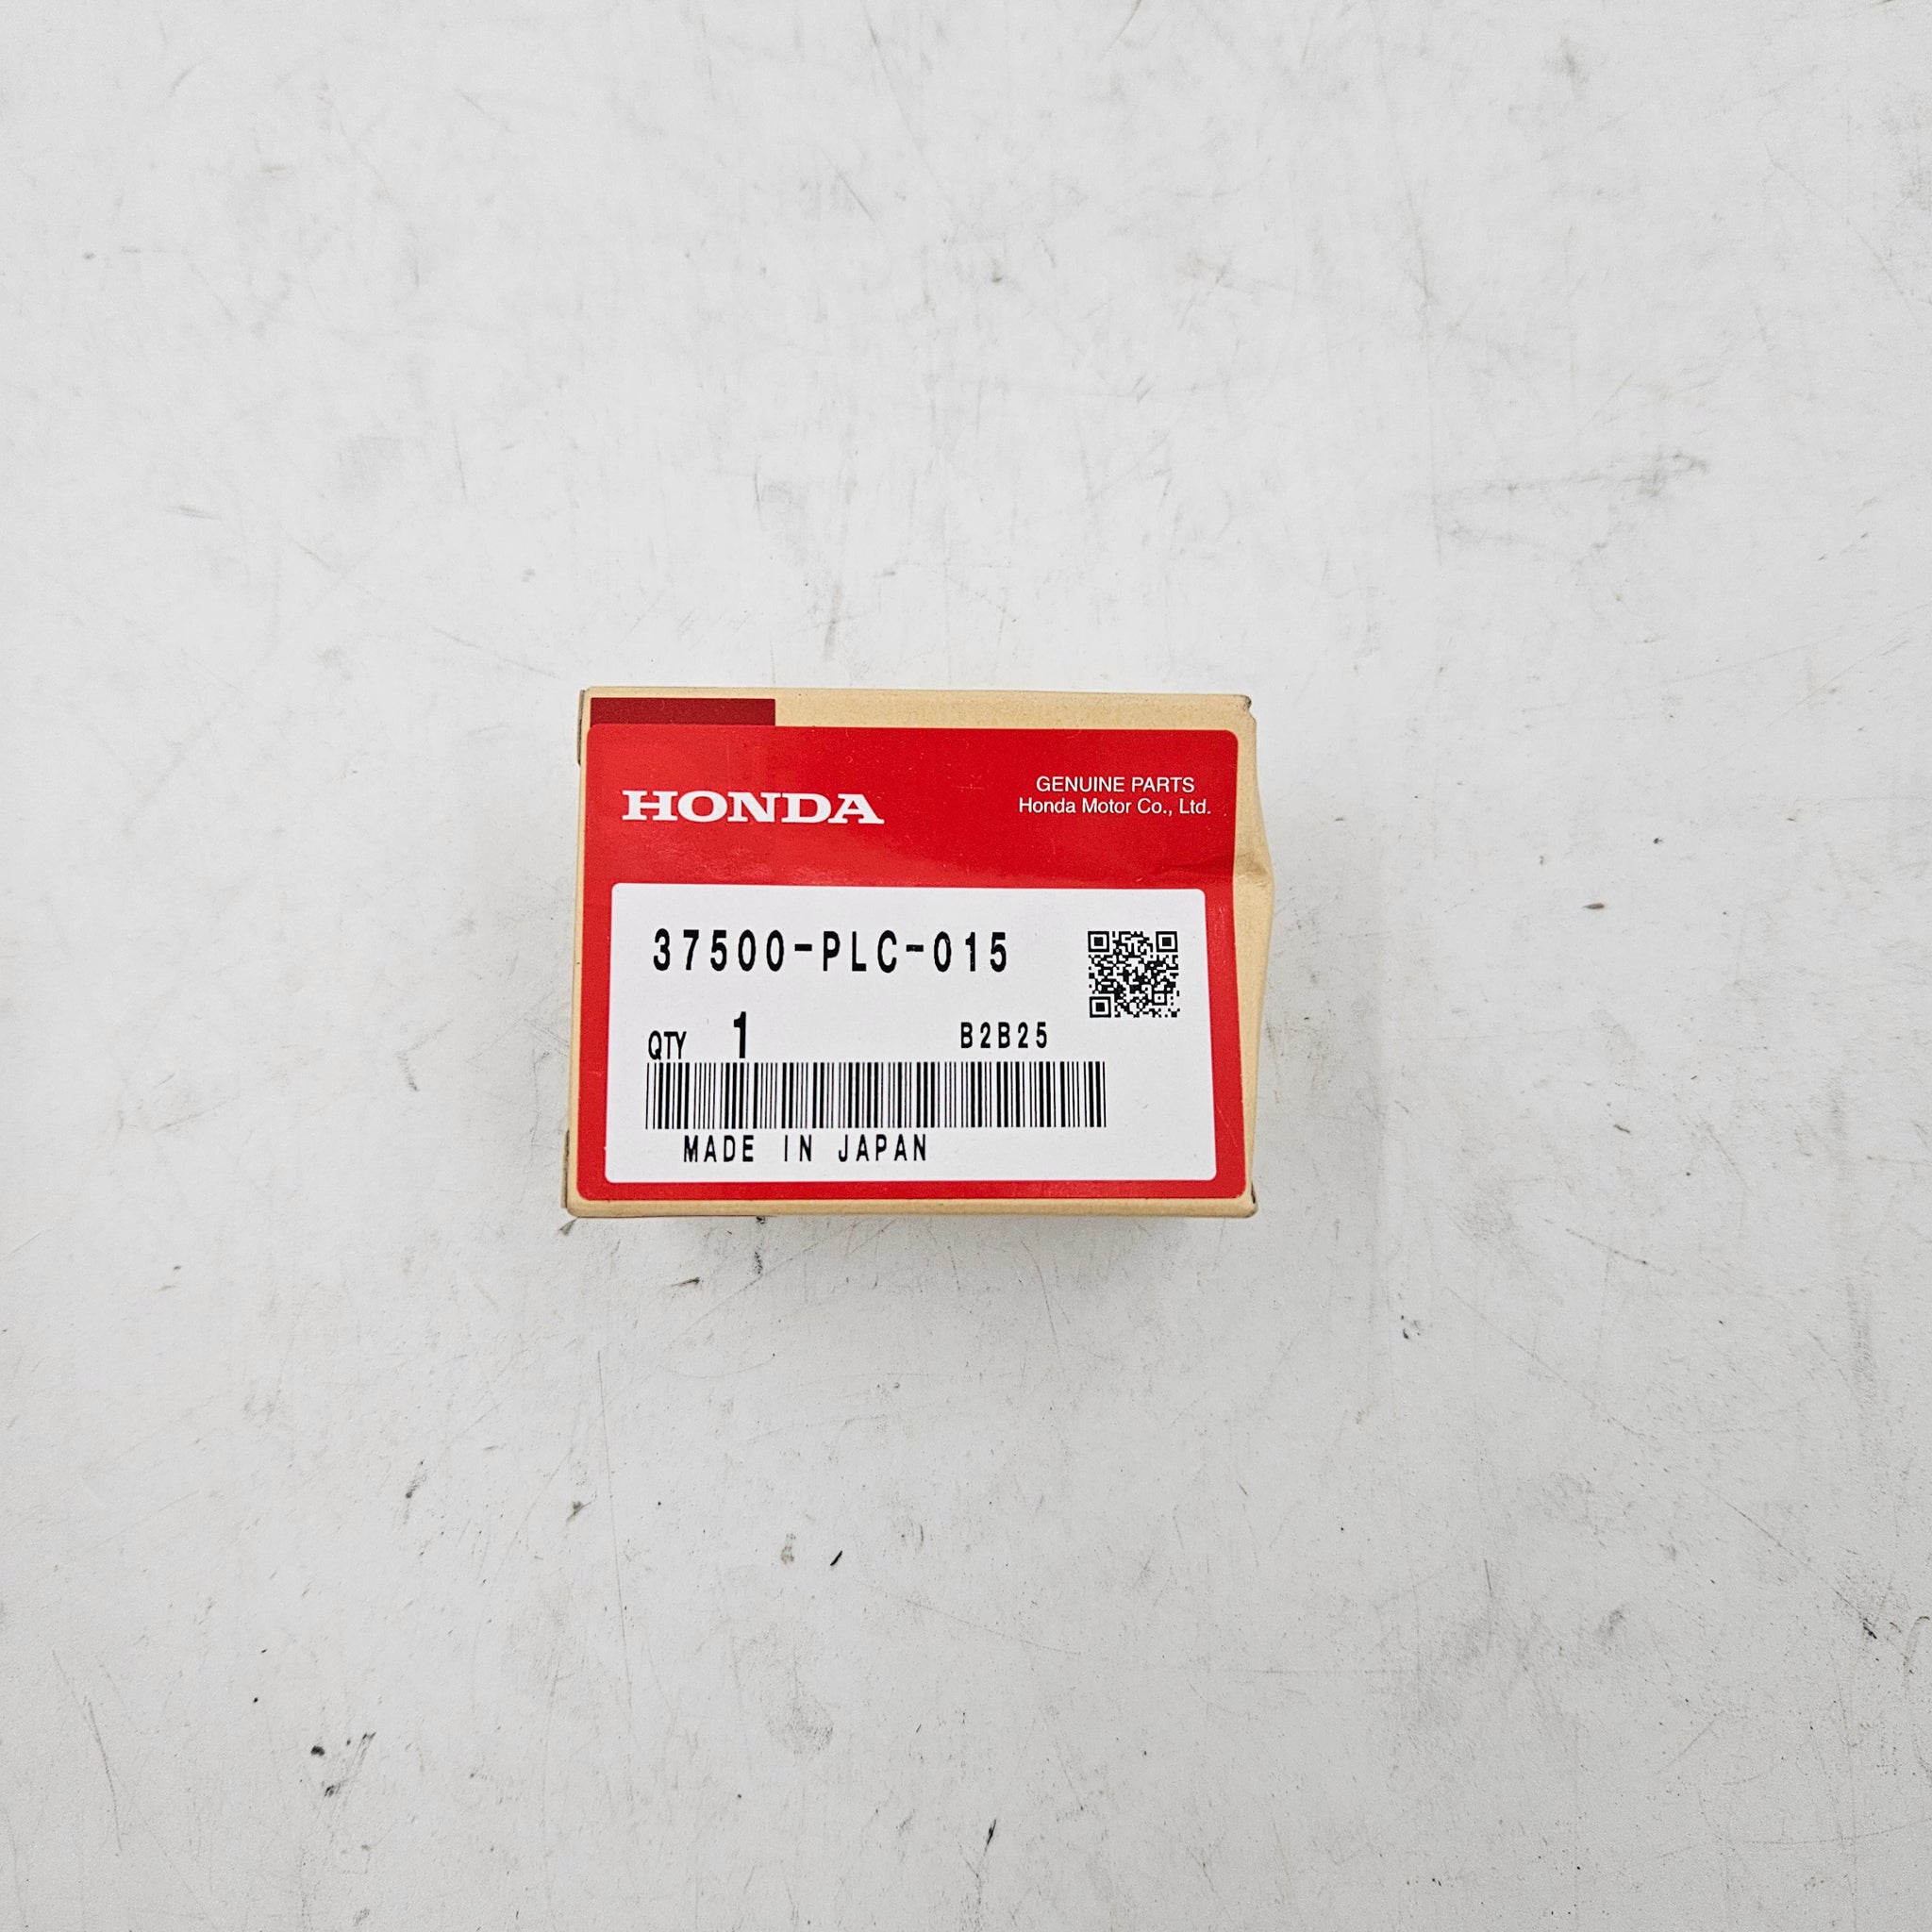 HONDA
GENUINE PARTS
Honda Motor Co., Ltd.
37500-PLC-015
QTY 1 B2B25
MADE IN JAPAN